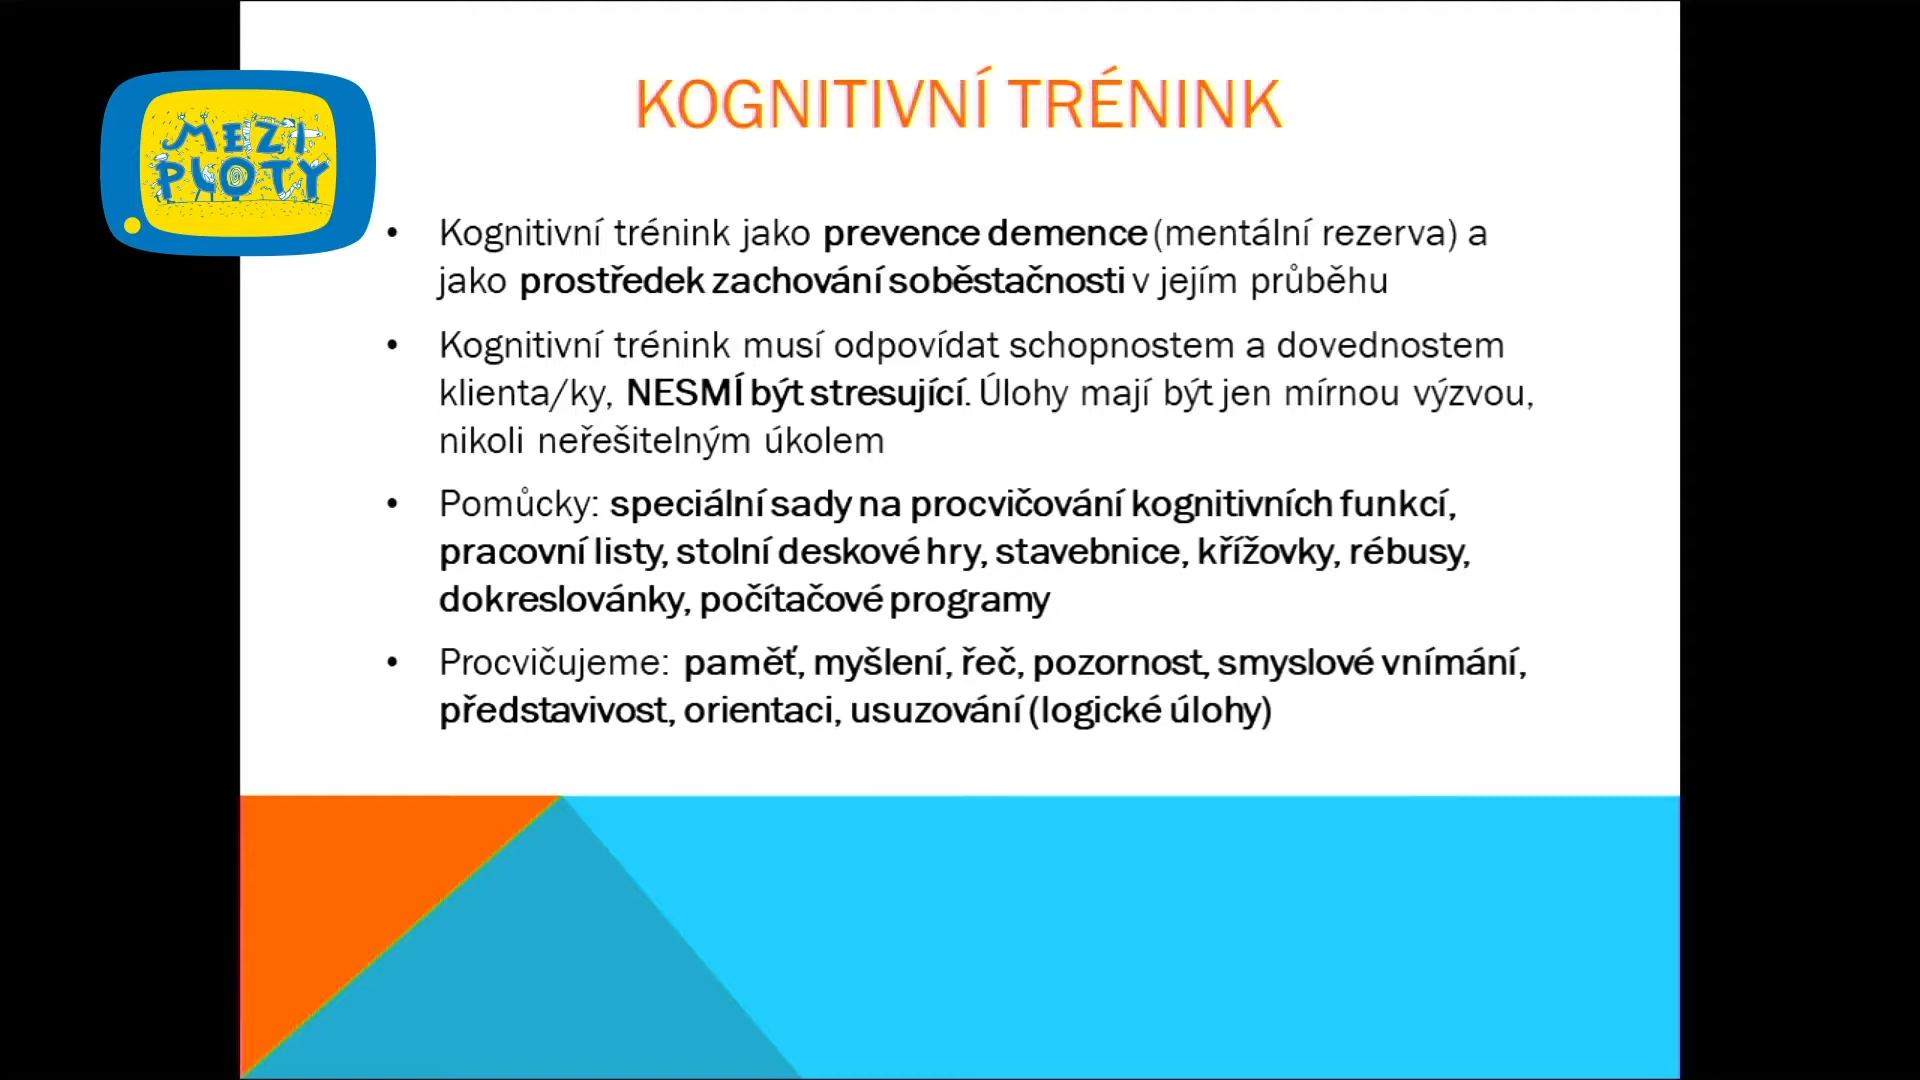 MEZI
PLOTY
KOGNITIVNÍ TRÉNINK
• Kognitivní trénink jako prevence demence (mentální rezerva) a
jako prostředek zachování soběstačnosti v jejím průběhu
• Kognitivní trénink musí odpovídat schopnostem a dovednostem
klienta/ky, NESMÍ být stresující. Úlohy mají být jen mírnou výzvou,
nikoli neřešitelným úkolem
• Pomůcky: speciální sady na procvičování kognitivních funkcí,
pracovní listy, stolní deskové hry, stavebnice, křížovky, rébusy,
dokreslovánky, počítačové programy
• Procvičujeme: paměť, myšlení, řeč, pozornost, smyslové vnímání,
představivost, orientaci, usuzování (logické úlohy)